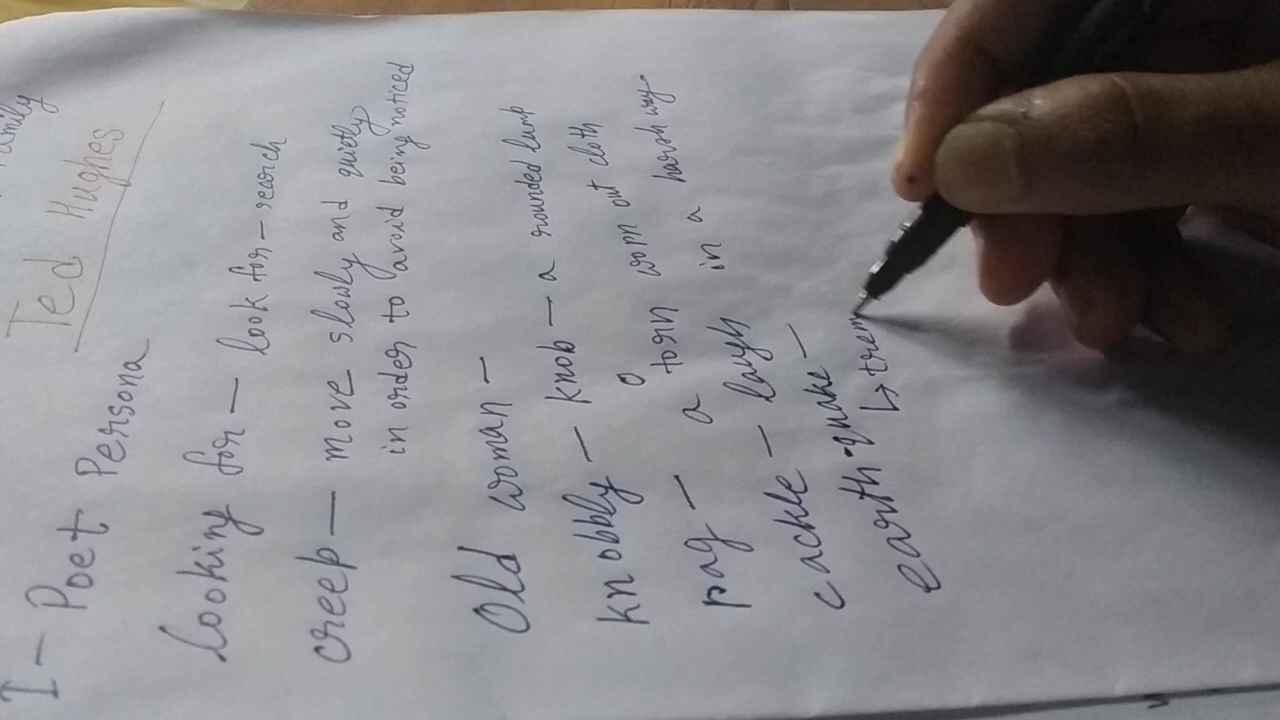 Family
Ted Hughes
I - Poet Persona
looking for - look for - search
creep - move slowly and quietly
in order to avoid being noticed
Old woman -
knobbly - knob - a rounded lump
rag - a torn worn out cloth
cackle - laugh in a harsh way
earth-quake -
↳ trem